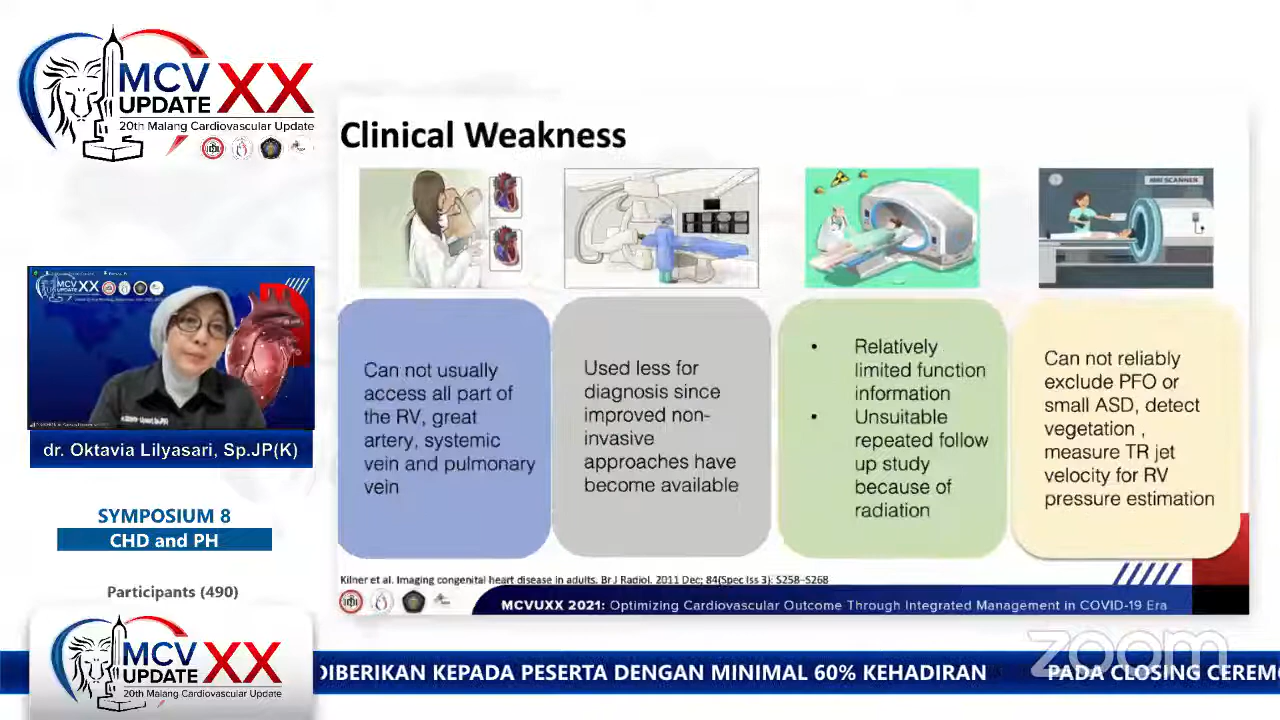 MCV XX
UPDATE
20th Malang Cardiovascular Update
MCV XX
UPDATE
dr. Oktavia Lilyasari, Sp.JP(K)
SYMPOSIUM 8
CHD and PH
Participants (490)
MCV XX
UPDATE
20th Malang Cardiovascular Update
Clinical Weakness
MRI SCANNER
Can not usually
access all part of
the RV, great
artery, systemic
vein and pulmonary
vein
Used less for
diagnosis since
improved non-
invasive
approaches have
become available
• Relatively
limited function
information
• Unsuitable
repeated follow
up study
because of
radiation
Can not reliably
exclude PFO or
small ASD, detect
vegetation ,
measure TR jet
velocity for RV
pressure estimation
Kilner et al. Imaging congenital heart disease in adults. Br J Radiol. 2011 Dec; 84(Spec Iss 3): S258–S268
MCVUXX 2021: Optimizing Cardiovascular Outcome Through Integrated Management in COVID-19 Era
zoom
DIBERIKAN KEPADA PESERTA DENGAN MINIMAL 60% KEHADIRAN PADA CLOSING CEREM